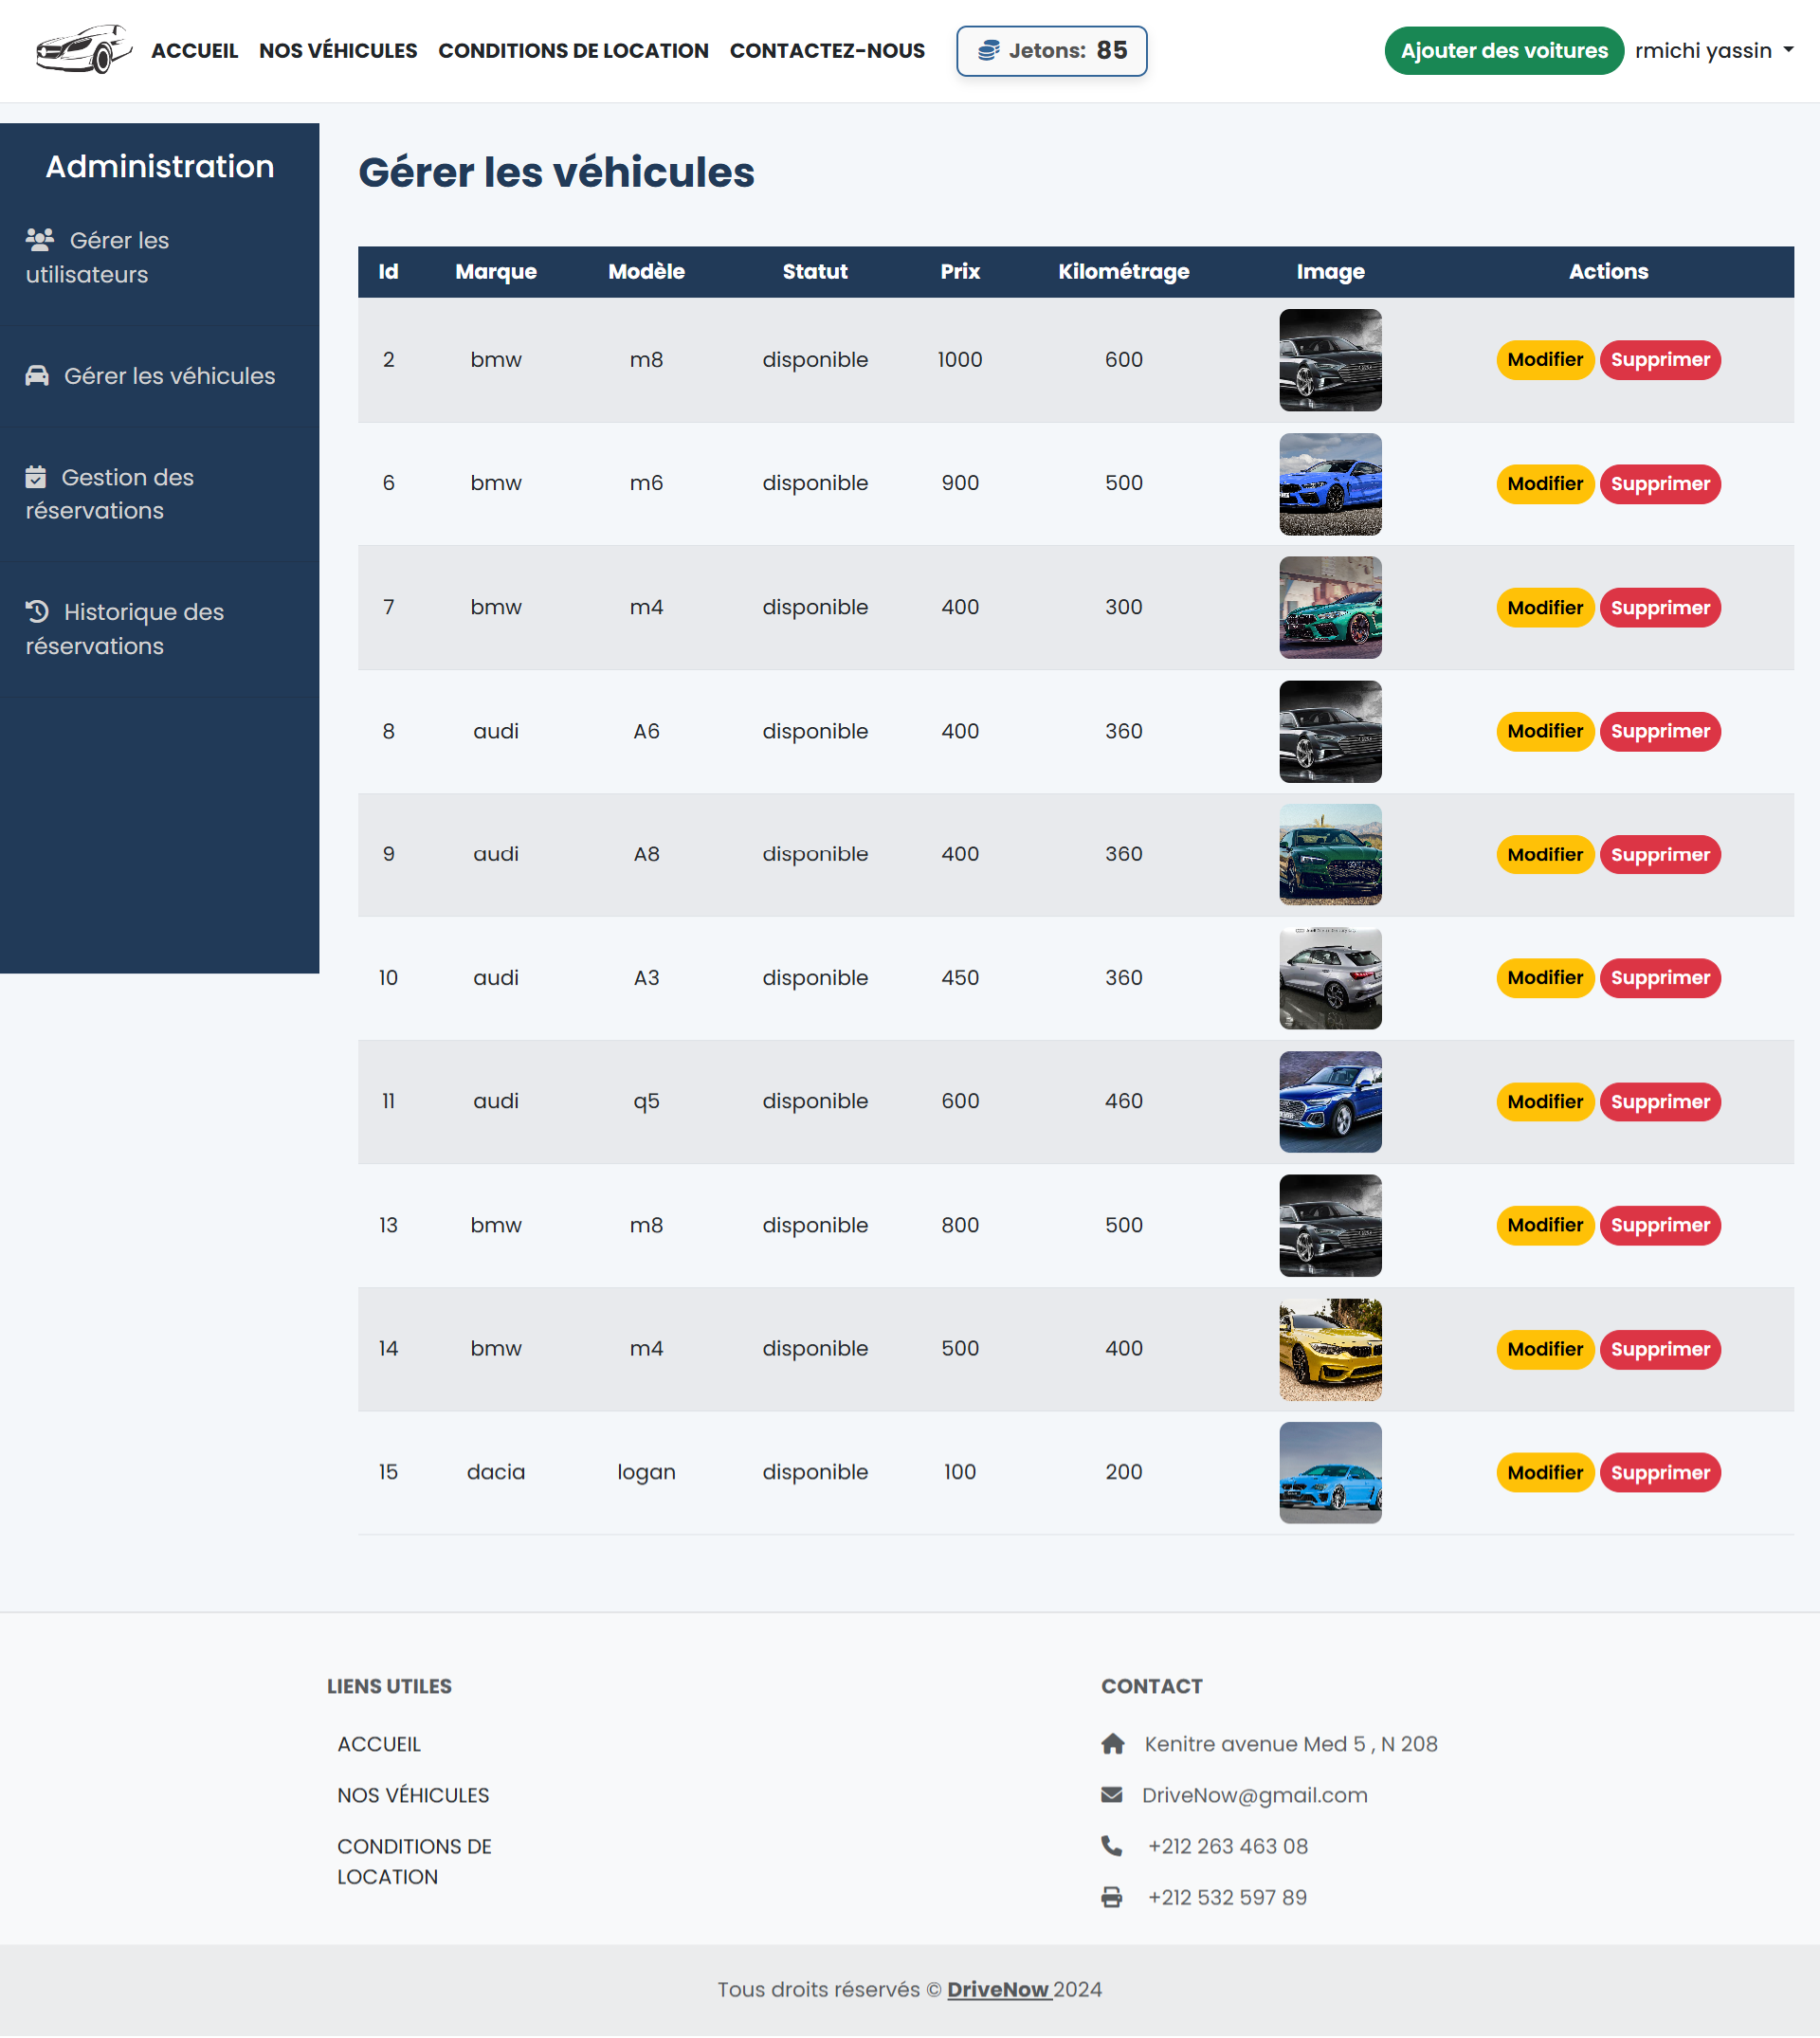 ACCUEIL NOS VÉHICULES CONDITIONS DE LOCATION CONTACTEZ-NOUS Jetons: 85 Ajouter des voitures rmichi yassin
Administration
Gérer les
utilisateurs
Gérer les véhicules
Gestion des
réservations
Historique des
réservations
Gérer les véhicules
Id Marque Modèle Statut Prix Kilométrage Image Actions
2 bmw m8 disponible 1000 600 Modifier Supprimer
6 bmw m6 disponible 900 500 Modifier Supprimer
7 bmw m4 disponible 400 300 Modifier Supprimer
8 audi A6 disponible 400 360 Modifier Supprimer
9 audi A8 disponible 400 360 Modifier Supprimer
10 audi A3 disponible 450 360 Modifier Supprimer
11 audi q5 disponible 600 460 Modifier Supprimer
13 bmw m8 disponible 800 500 Modifier Supprimer
14 bmw m4 disponible 500 400 Modifier Supprimer
15 dacia logan disponible 100 200 Modifier Supprimer
LIENS UTILES
ACCUEIL
NOS VÉHICULES
CONDITIONS DE
LOCATION
CONTACT
Kenitre avenue Med 5 , N 208
DriveNow@gmail.com
+212 263 463 08
+212 532 597 89
Tous droits réservés © DriveNow 2024